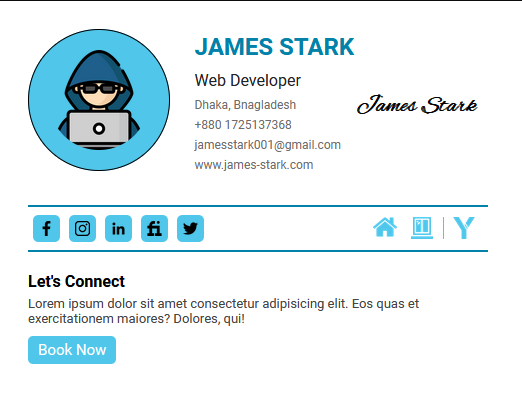 JAMES STARK
Web Developer
Dhaka, Bnagladesh
+880 1725137368
jamesstark001@gmail.com
www.james-stark.com
James Stark
Let's Connect
Lorem ipsum dolor sit amet consectetur adipisicing elit. Eos quas et
exercitationem maiores? Dolores, qui!
Book Now